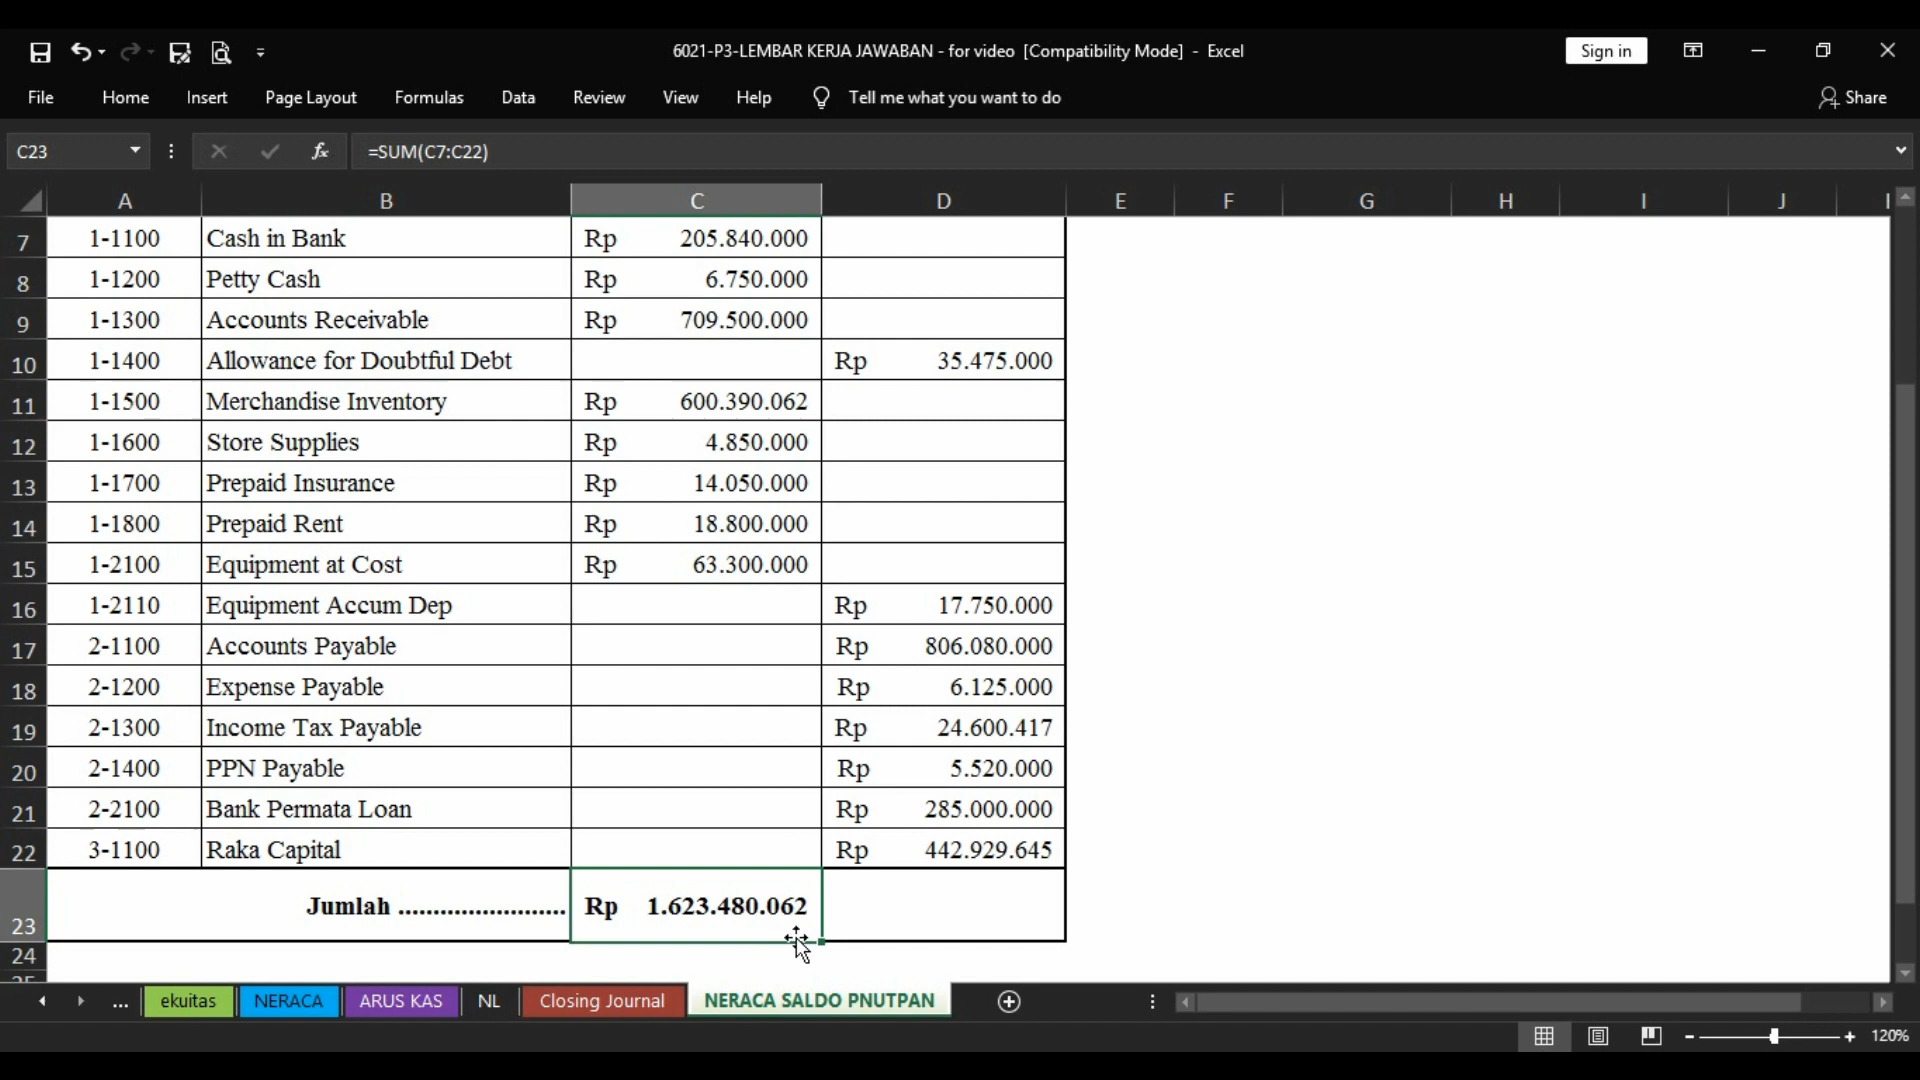 6021-P3-LEMBAR KERJA JAWABAN - for video [Compatibility Mode] - Excel
Sign in
File Home Insert Page Layout Formulas Data Review View Help Tell me what you want to do Share
C23 fx =SUM(C7:C22)
A B C D E F G H I J
7 1-1100 Cash in Bank Rp 205.840.000
8 1-1200 Petty Cash Rp 6.750.000
9 1-1300 Accounts Receivable Rp 709.500.000
10 1-1400 Allowance for Doubtful Debt Rp 35.475.000
11 1-1500 Merchandise Inventory Rp 600.390.062
12 1-1600 Store Supplies Rp 4.850.000
13 1-1700 Prepaid Insurance Rp 14.050.000
14 1-1800 Prepaid Rent Rp 18.800.000
15 1-2100 Equipment at Cost Rp 63.300.000
16 1-2110 Equipment Accum Dep Rp 17.750.000
17 2-1100 Accounts Payable Rp 806.080.000
18 2-1200 Expense Payable Rp 6.125.000
19 2-1300 Income Tax Payable Rp 24.600.417
20 2-1400 PPN Payable Rp 5.520.000
21 2-2100 Bank Permata Loan Rp 285.000.000
22 3-1100 Raka Capital Rp 442.929.645
23 Jumlah ........................ Rp 1.623.480.062
24
... ekuitas NERACA ARUS KAS NL Closing Journal NERACA SALDO PNUTPAN
120%